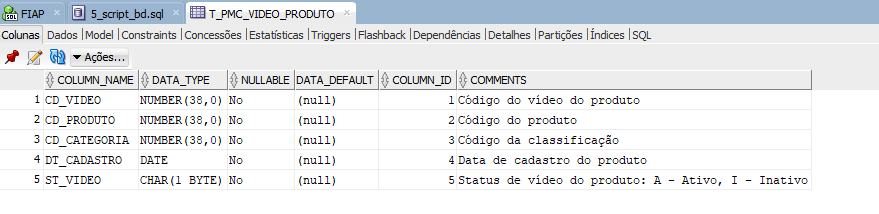 FIAP 5_script_bd.sql T_PMC_VIDEO_PRODUTO
Colunas Dados Model Constraints Concessões Estatísticas Triggers Flashback Dependências Detalhes Partições Índices SQL
Ações...
COLUMN_NAME DATA_TYPE NULLABLE DATA_DEFAULT COLUMN_ID COMMENTS
1 CD_VIDEO NUMBER(38,0) No (null) 1 Código do vídeo do produto
2 CD_PRODUTO NUMBER(38,0) No (null) 2 Código do produto
3 CD_CATEGORIA NUMBER(38,0) No (null) 3 Código da classificação
4 DT_CADASTRO DATE No (null) 4 Data de cadastro do produto
5 ST_VIDEO CHAR(1 BYTE) No (null) 5 Status de vídeo do produto: A - Ativo, I - Inativo